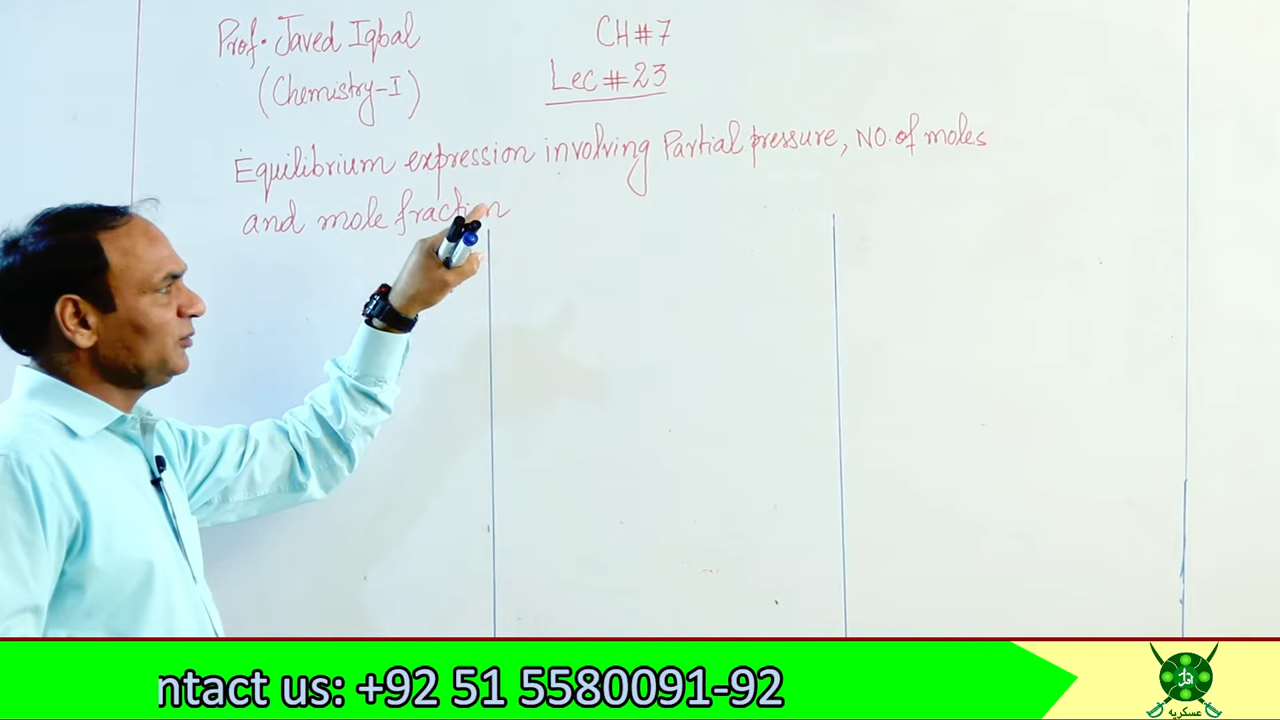 Prof. Javed Iqbal
CH#7
(Chemistry-I)
Lec #23
Equilibrium expression involving Partial pressure, NO. of moles
and mole fraction
ntact us: +92 51 5580091-92
عسکریہ